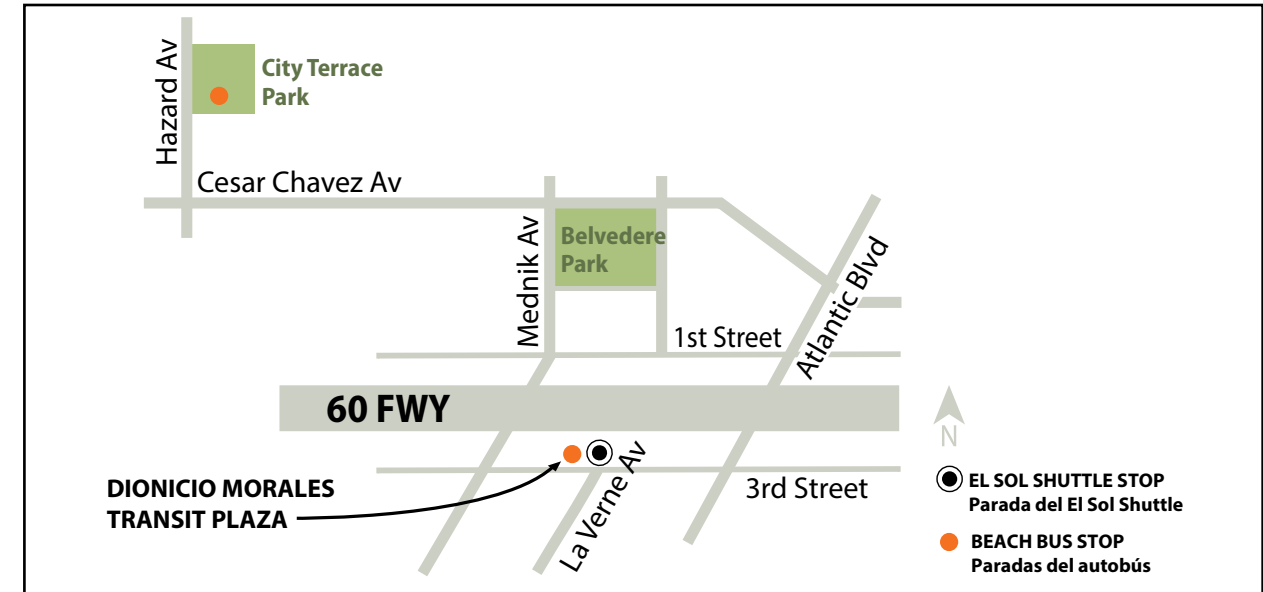 Hazard Av
City Terrace
Park
Cesar Chavez Av
Mednik Av
Belvedere
Park
Atlantic Blvd
1st Street
60 FWY
N
La Verne Av
DIONICIO MORALES
TRANSIT PLAZA
3rd Street
EL SOL SHUTTLE STOP
Parada del El Sol Shuttle
BEACH BUS STOP
Paradas del autobús